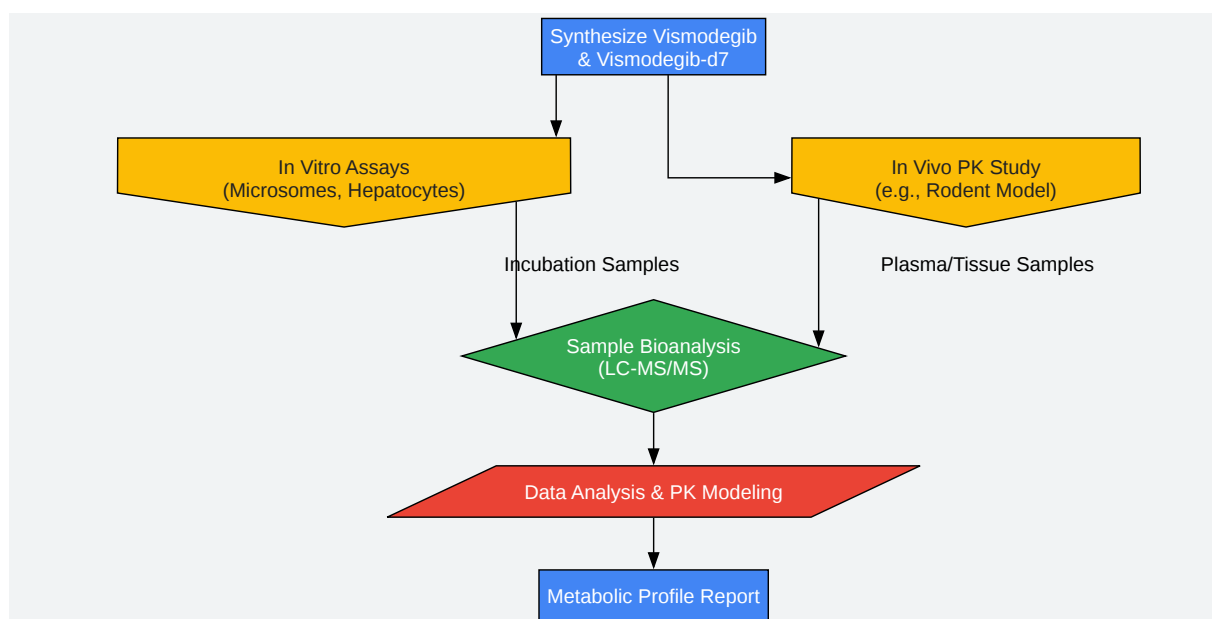 Synthesize Vismodegib
& Vismodegib-d7
In Vitro Assays
(Microsomes, Hepatocytes)
In Vivo PK Study
(e.g., Rodent Model)
Incubation Samples
Plasma/Tissue Samples
Sample Bioanalysis
(LC-MS/MS)
Data Analysis & PK Modeling
Metabolic Profile Report